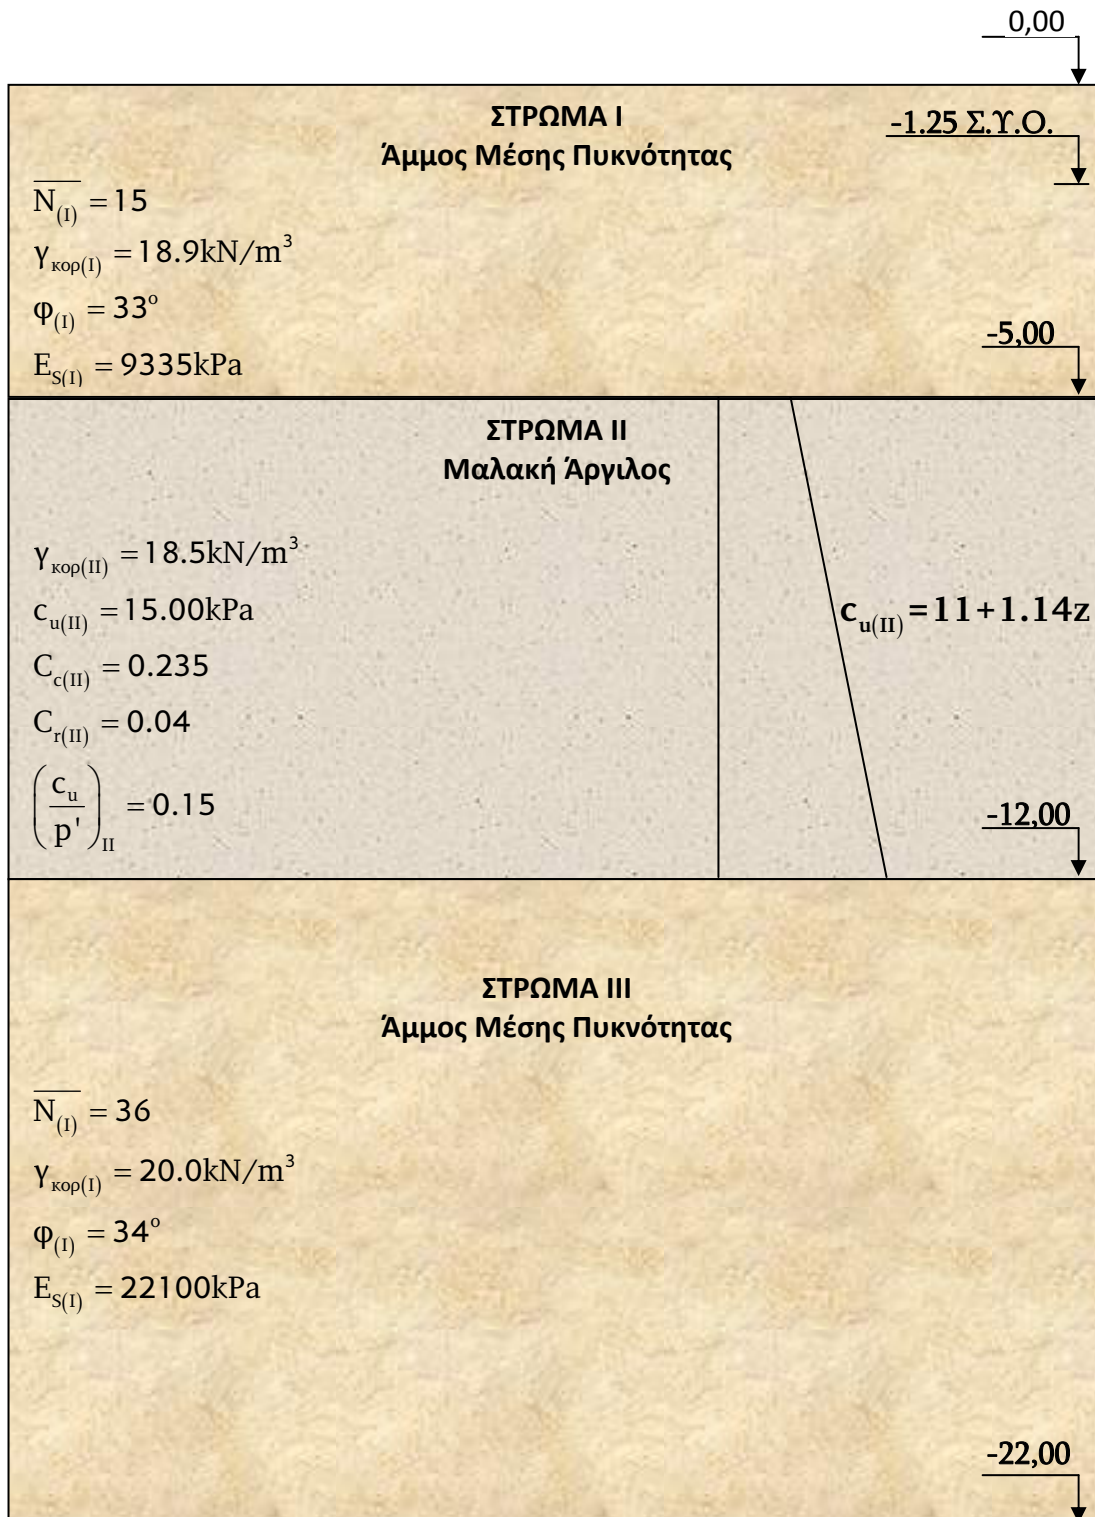 0,00
ΣΤΡΩΜΑ I
-1.25 Σ.Υ.Ο.
Άμμος Μέσης Πυκνότητας
N̅(I) = 15
γκορ(I) = 18.9kN/m³
φ(I) = 33°
-5,00
ES(I) = 9335kPa
ΣΤΡΩΜΑ II
Μαλακή Άργιλος
γκορ(II) = 18.5kN/m³
cu(II) = 15.00kPa
cu(II) = 11+1.14z
Cc(II) = 0.235
Cr(II) = 0.04
(cu/p')II = 0.15
-12,00
ΣΤΡΩΜΑ III
Άμμος Μέσης Πυκνότητας
N̅(I) = 36
γκορ(I) = 20.0kN/m³
φ(I) = 34°
ES(I) = 22100kPa
-22,00